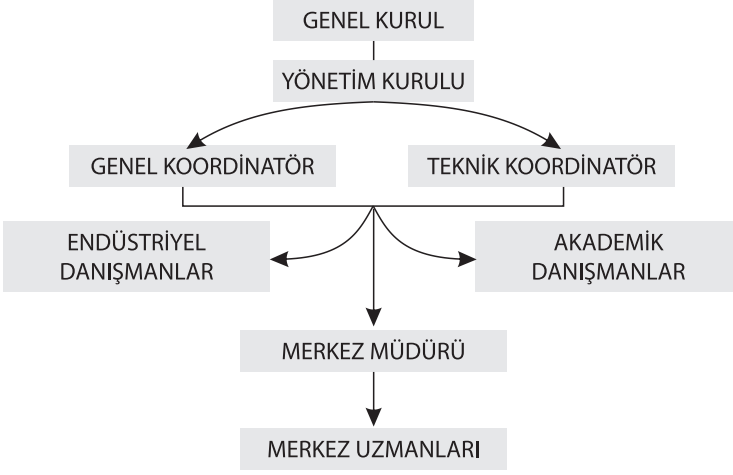 GENEL KURUL
YÖNETİM KURULU
GENEL KOORDİNATÖR
TEKNİK KOORDİNATÖR
ENDÜSTRİYEL
DANIŞMANLAR
AKADEMİK
DANIŞMANLAR
MERKEZ MÜDÜRÜ
MERKEZ UZMANLARI